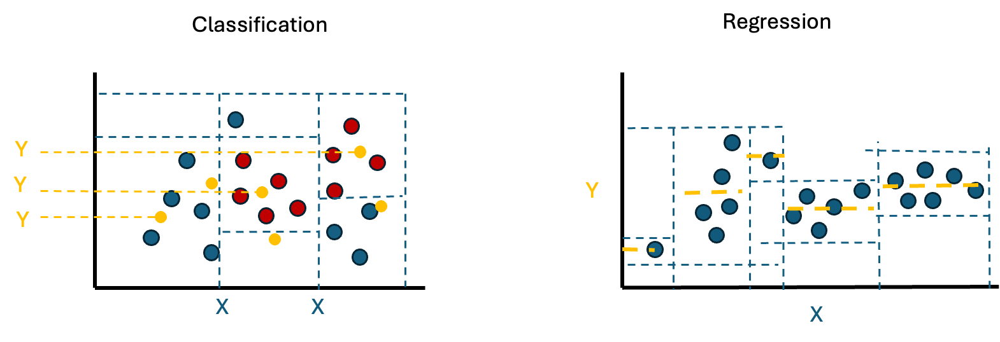 Classification
Y
Y
Y
X X
Regression
Y
X